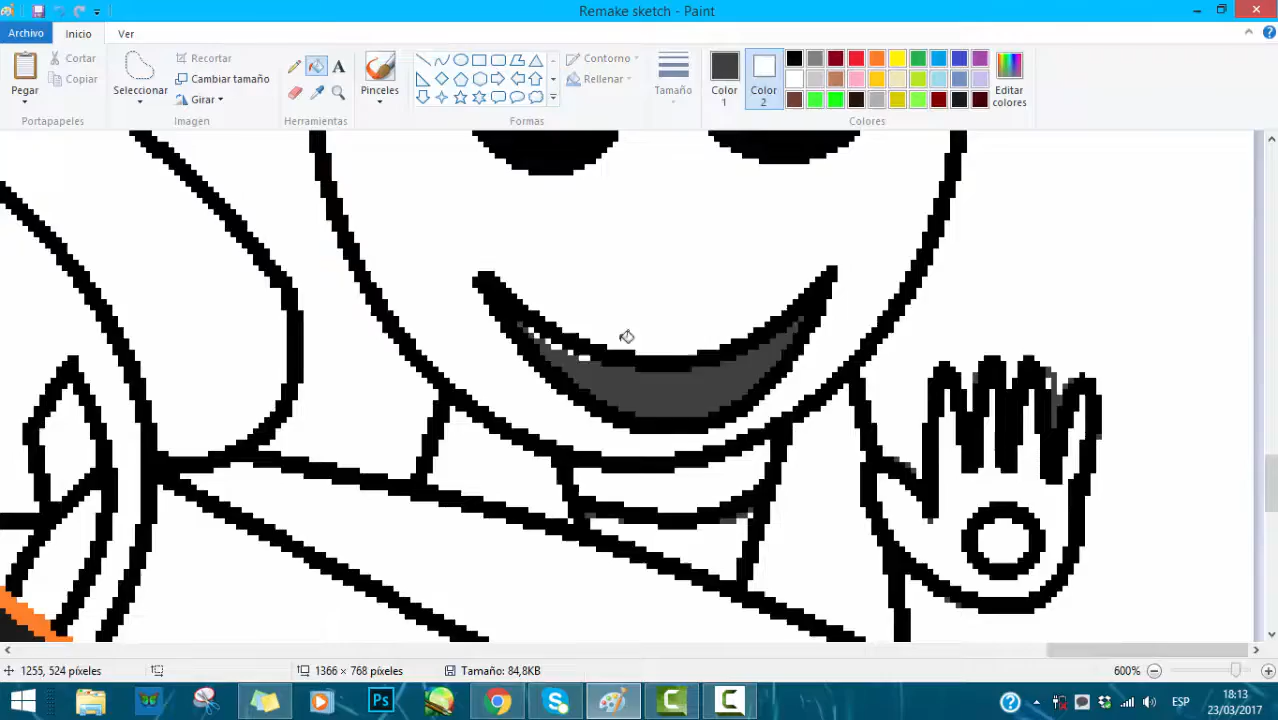 Remake sketch - Paint
Archivo Inicio Ver
Pegar
Cortar
Copiar
Portapapeles
Seleccionar
Recortar
Cambiar tamaño
Girar
Imagen
A
Herramientas
Pinceles
Contorno
Rellenar
Formas
Tamaño
Color 1
Color 2
Editar colores
Colores
1255, 524 píxeles
1366 × 768 píxeles
Tamaño: 84,8KB
600%
Ps
ESP
18:13
23/03/2017